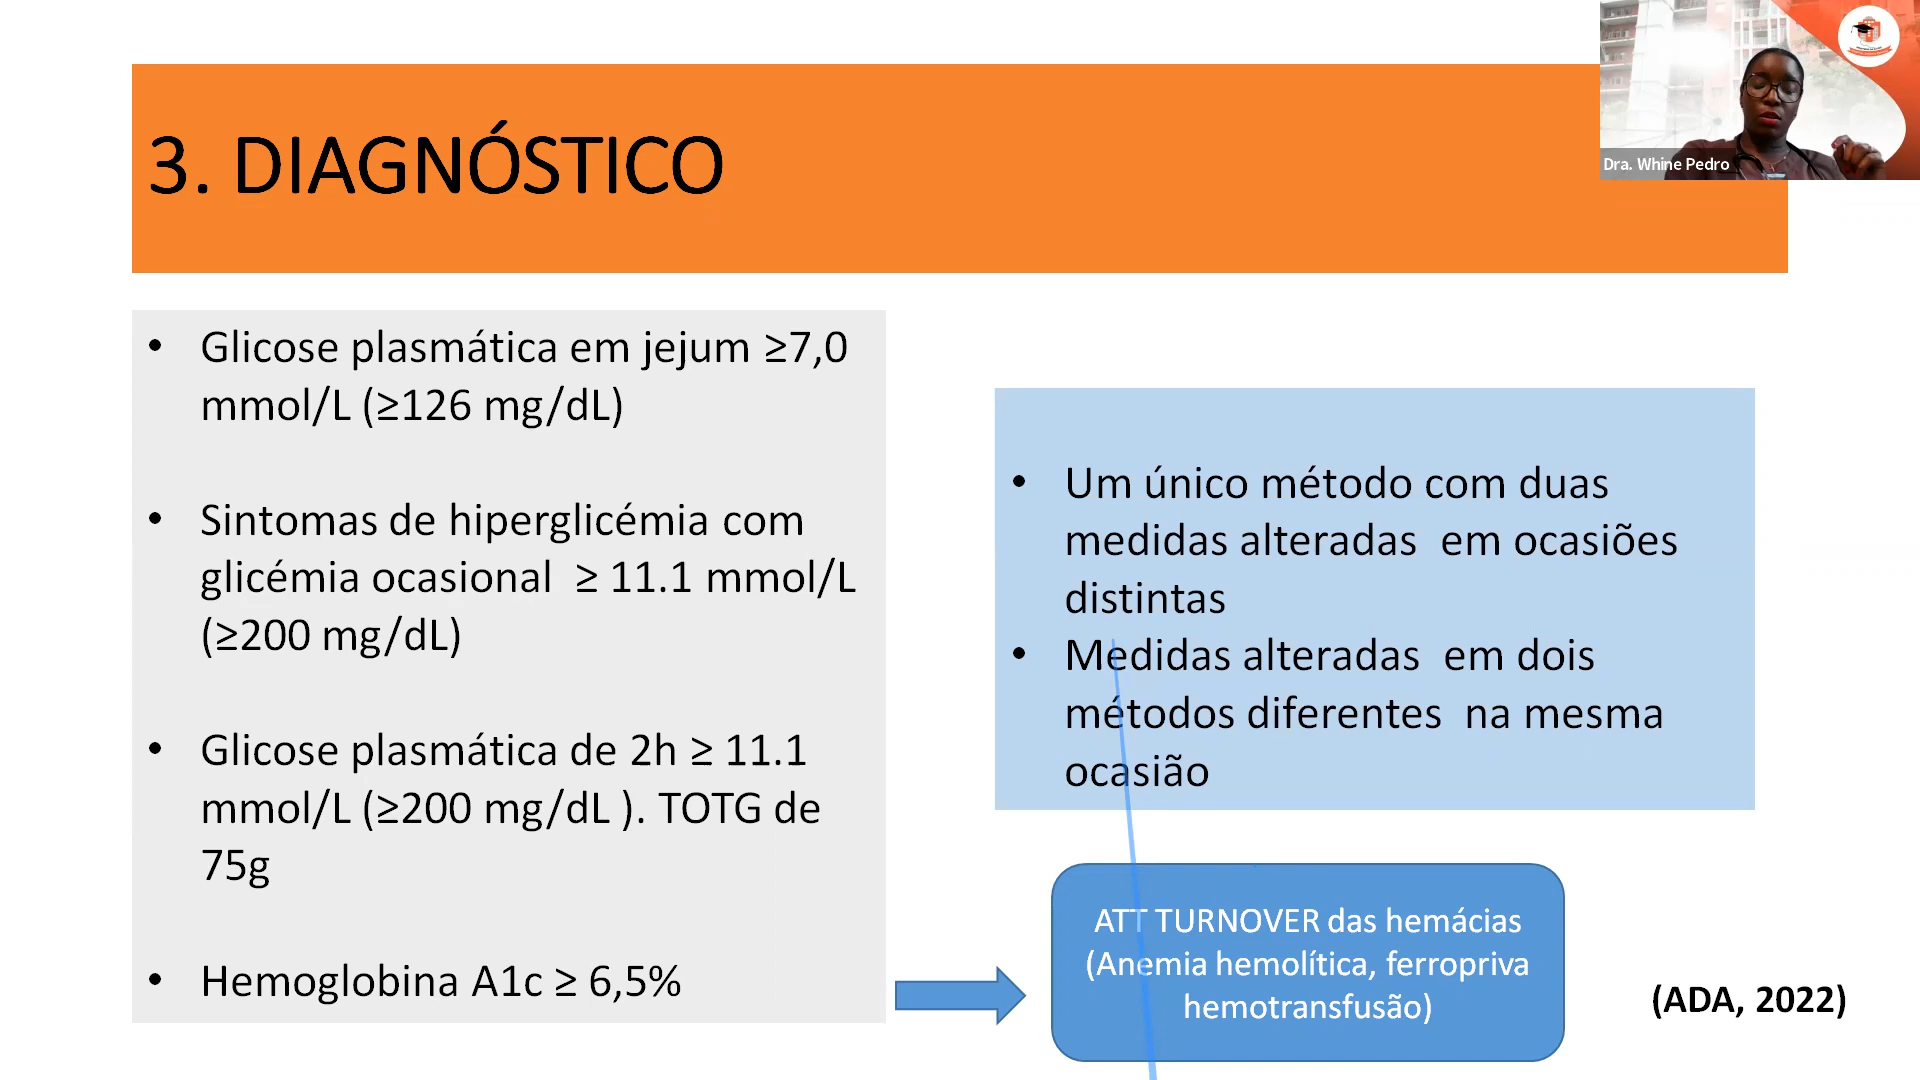 Dra. Whine Pedro
3. DIAGNÓSTICO
• Glicose plasmática em jejum ≥7,0
mmol/L (≥126 mg/dL)
• Sintomas de hiperglicémia com
glicémia ocasional ≥ 11.1 mmol/L
(≥200 mg/dL)
• Glicose plasmática de 2h ≥ 11.1
mmol/L (≥200 mg/dL ). TOTG de
75g
• Hemoglobina A1c ≥ 6,5%
• Um único método com duas
medidas alteradas em ocasiões
distintas
• Medidas alteradas em dois
métodos diferentes na mesma
ocasião
ATT TURNOVER das hemácias
(Anemia hemolítica, ferropriva
hemotransfusão)
(ADA, 2022)